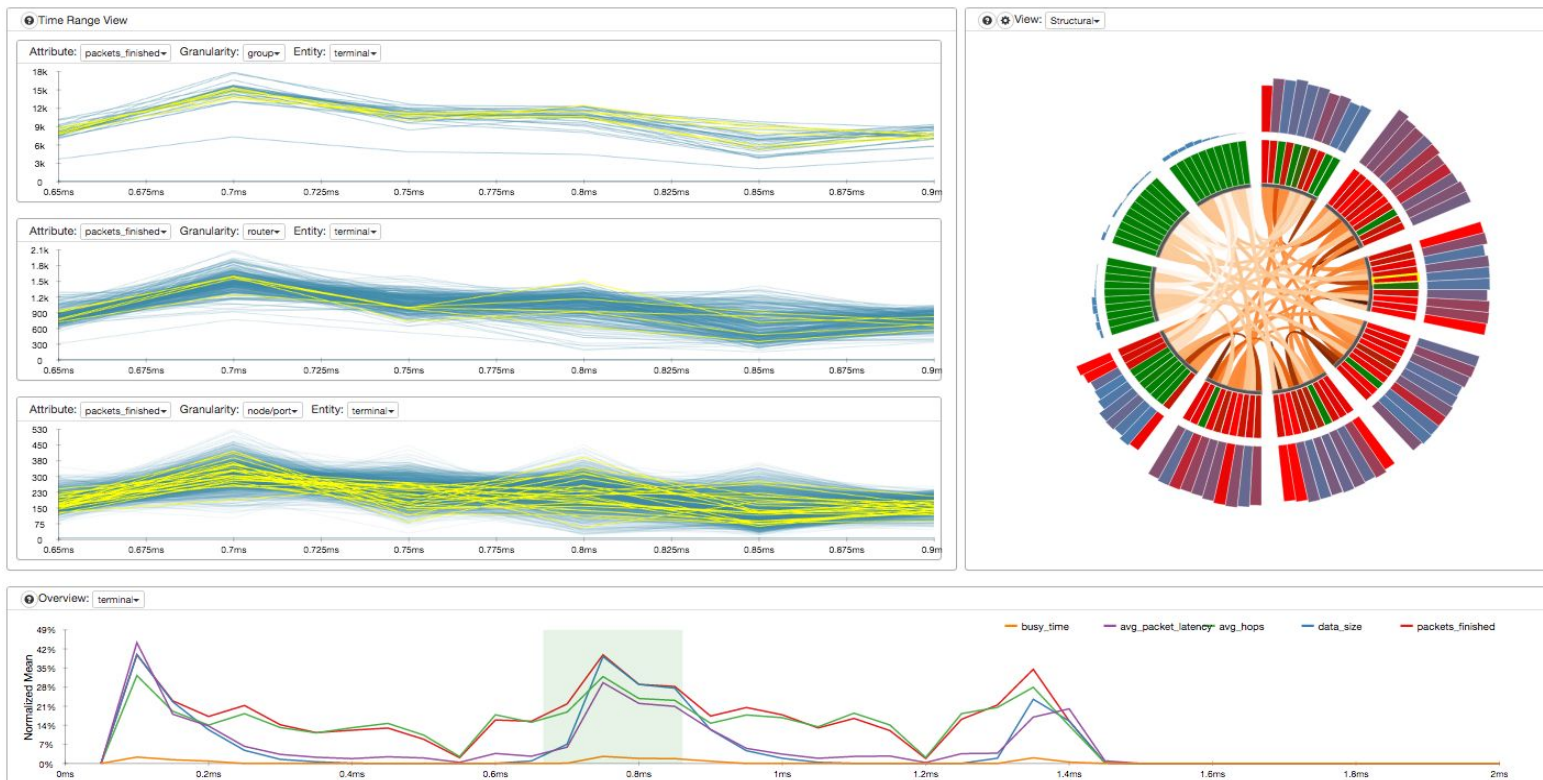 Time Range View
Attribute: packets_finished Granularity: group Entity: terminal
18k
15k
12k
9k
6k
3k
0
0.65ms 0.675ms 0.7ms 0.725ms 0.75ms 0.775ms 0.8ms 0.825ms 0.85ms 0.875ms 0.9m
Attribute: packets_finished Granularity: router Entity: terminal
2.1k
1.8k
1.5k
1.2k
900
600
300
0
0.65ms 0.675ms 0.7ms 0.725ms 0.75ms 0.775ms 0.8ms 0.825ms 0.85ms 0.875ms 0.9m
Attribute: packets_finished Granularity: node/port Entity: terminal
530
450
380
300
230
150
75
0
0.65ms 0.675ms 0.7ms 0.725ms 0.75ms 0.775ms 0.8ms 0.825ms 0.85ms 0.875ms 0.9m
View: Structural
Overview: terminal
busy_time avg_packet_latency avg_hops data_size packets_finished
Normalized Mean
49%
42%
35%
28%
21%
14%
7%
0%
0ms 0.2ms 0.4ms 0.6ms 0.8ms 1ms 1.2ms 1.4ms 1.6ms 1.8ms 2ms